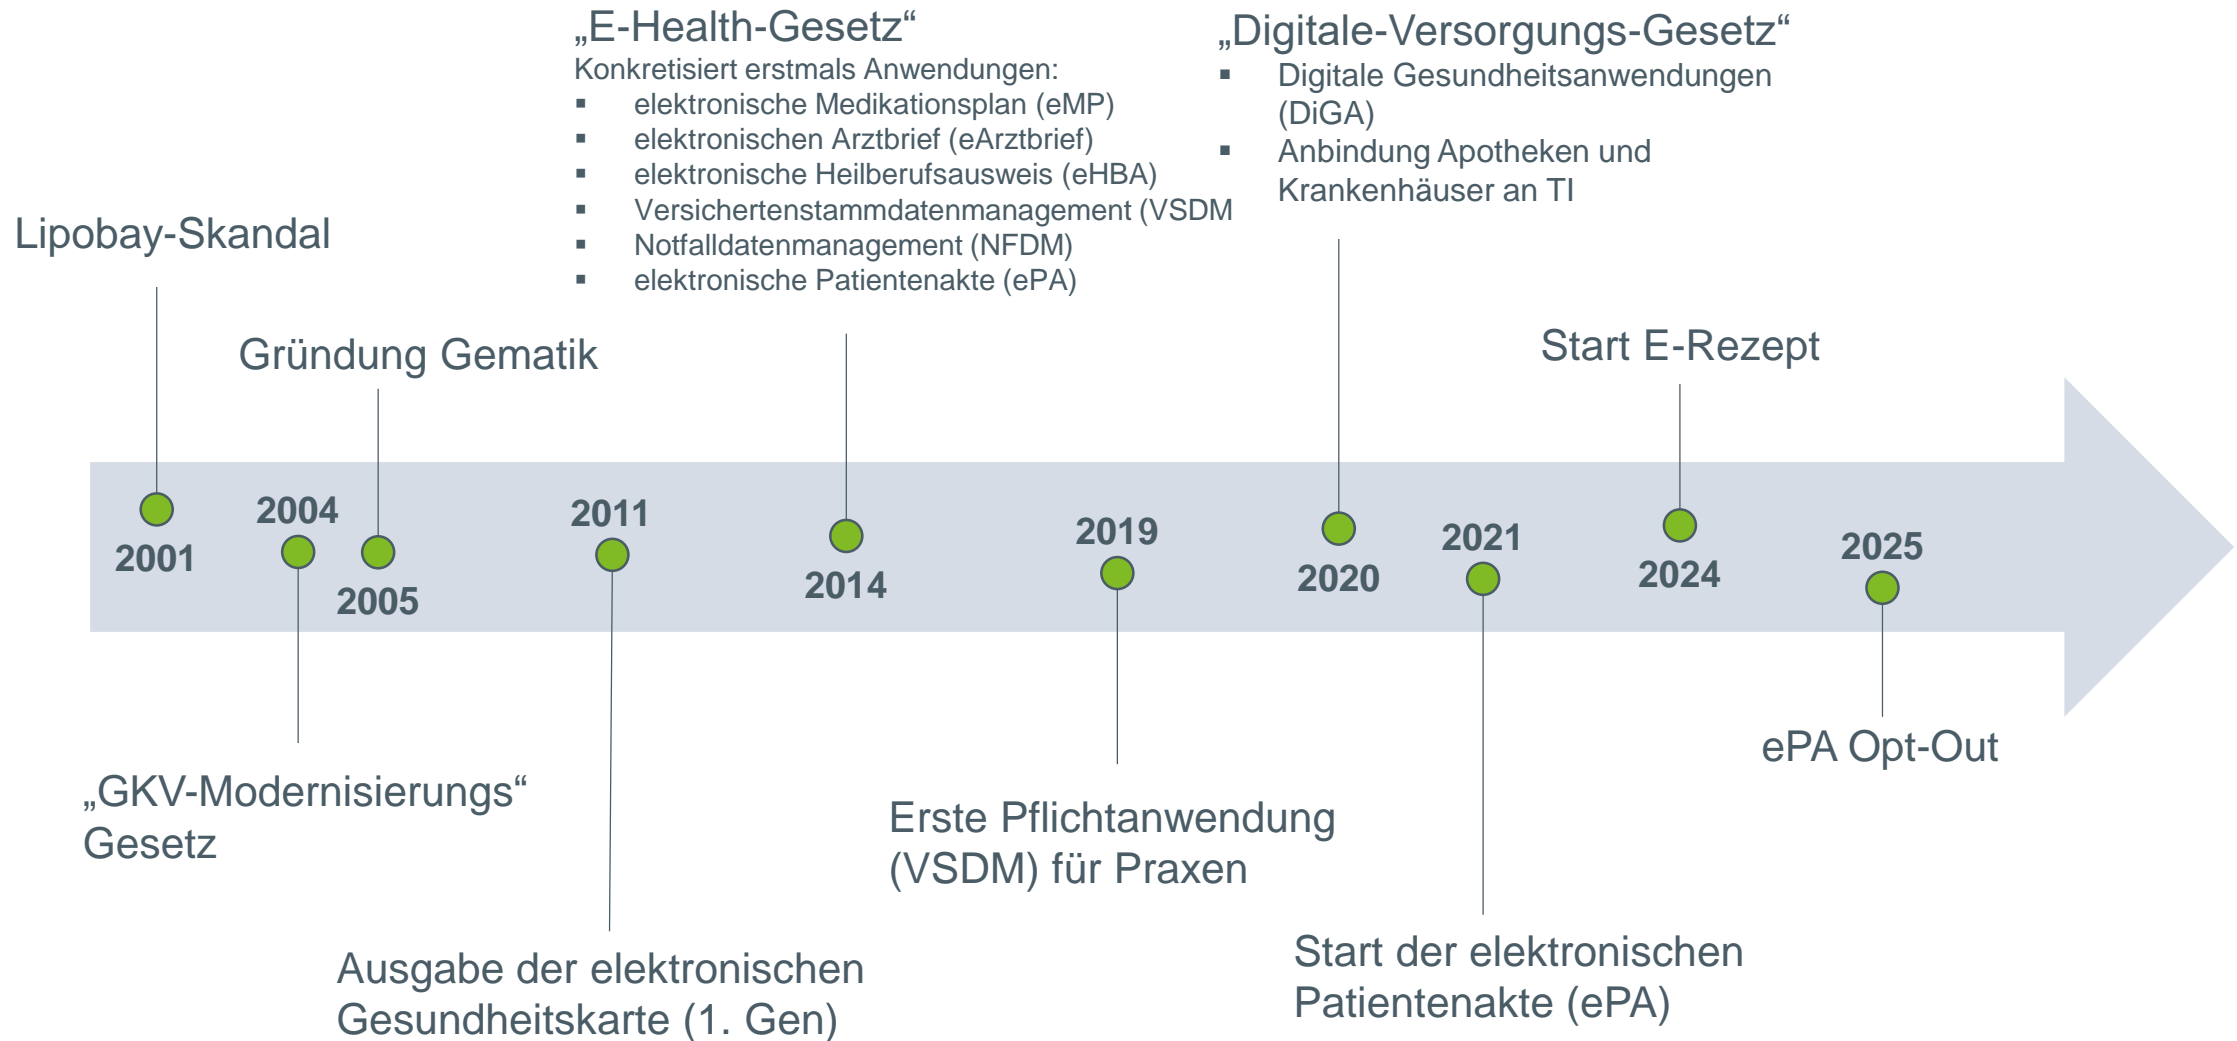 „E-Health-Gesetz“
Konkretisiert erstmals Anwendungen:
▪ elektronische Medikationsplan (eMP)
▪ elektronischen Arztbrief (eArztbrief)
▪ elektronische Heilberufsausweis (eHBA)
▪ Versichertenstammdatenmanagement (VSDM
▪ Notfalldatenmanagement (NFDM)
▪ elektronische Patientenakte (ePA)
„Digitale-Versorgungs-Gesetz“
▪ Digitale Gesundheitsanwendungen
(DiGA)
▪ Anbindung Apotheken und
Krankenhäuser an TI
Lipobay-Skandal
Gründung Gematik
Start E-Rezept
2001
2004
2005
2011
2014
2019
2020
2021
2024
2025
„GKV-Modernisierungs“
Gesetz
Ausgabe der elektronischen
Gesundheitskarte (1. Gen)
Erste Pflichtanwendung
(VSDM) für Praxen
Start der elektronischen
Patientenakte (ePA)
ePA Opt-Out